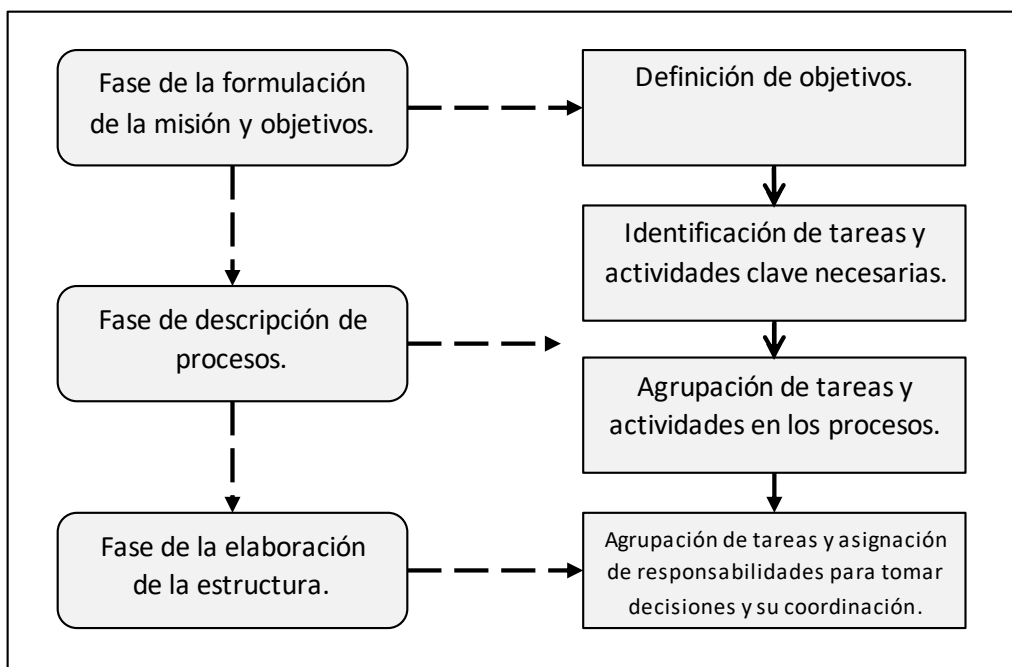 Fase de la formulación
de la misión y objetivos.
Definición de objetivos.
Identificación de tareas y
actividades clave necesarias.
Fase de descripción de
procesos.
Agrupación de tareas y
actividades en los procesos.
Fase de la elaboración
de la estructura.
Agrupación de tareas y asignación
de responsabilidades para tomar
decisiones y su coordinación.